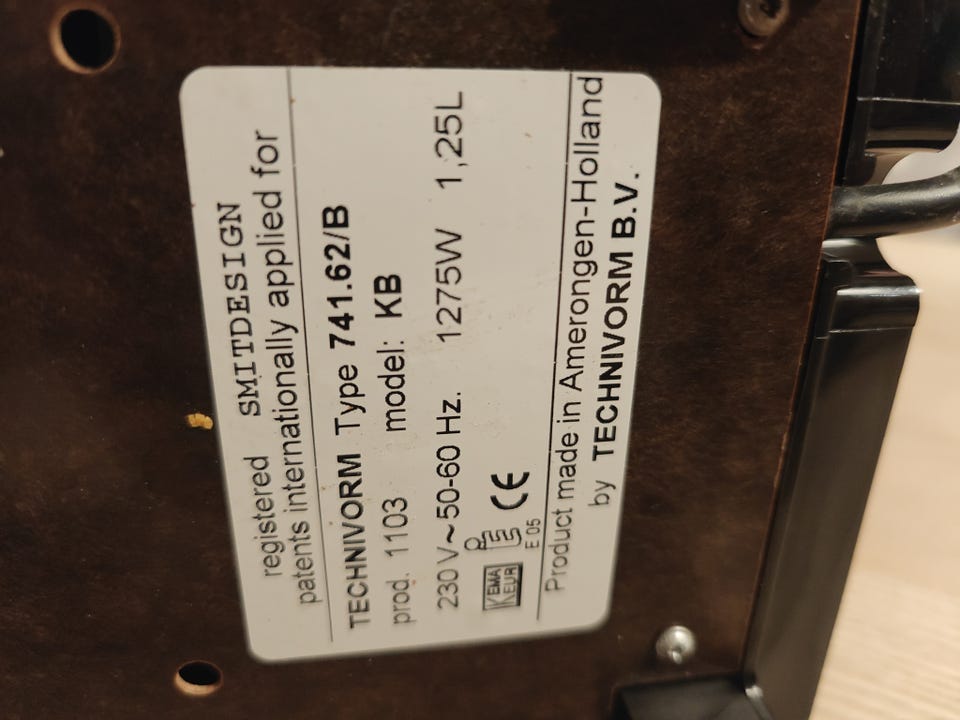 registered SMITDESIGN
patents internationally applied for
TECHNIVORM Type 741.62/B
prod. 1103 model: KB
230 V~50-60 Hz. 1275W 1,25L
KEMA
KEUR
CE
E 05
Product made in Amerongen-Holland
by TECHNIVORM B.V.